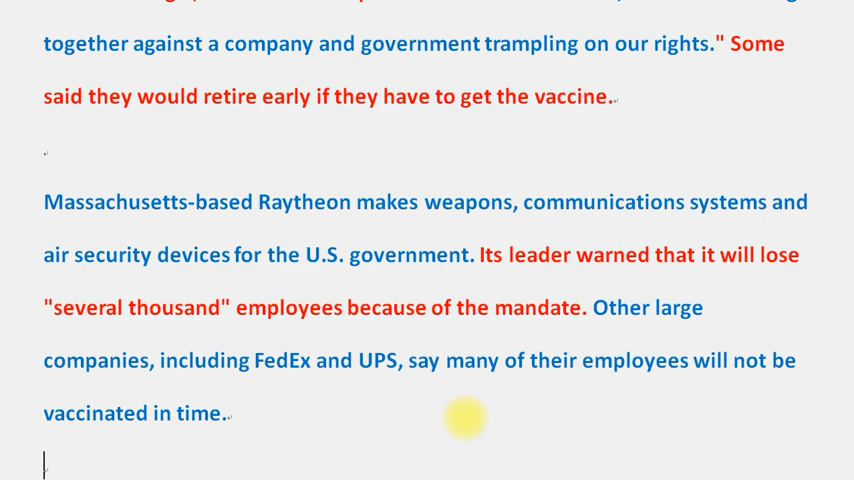 together against a company and government trampling on our rights." Some
said they would retire early if they have to get the vaccine.
Massachusetts-based Raytheon makes weapons, communications systems and
air security devices for the U.S. government. Its leader warned that it will lose
"several thousand" employees because of the mandate. Other large
companies, including FedEx and UPS, say many of their employees will not be
vaccinated in time.